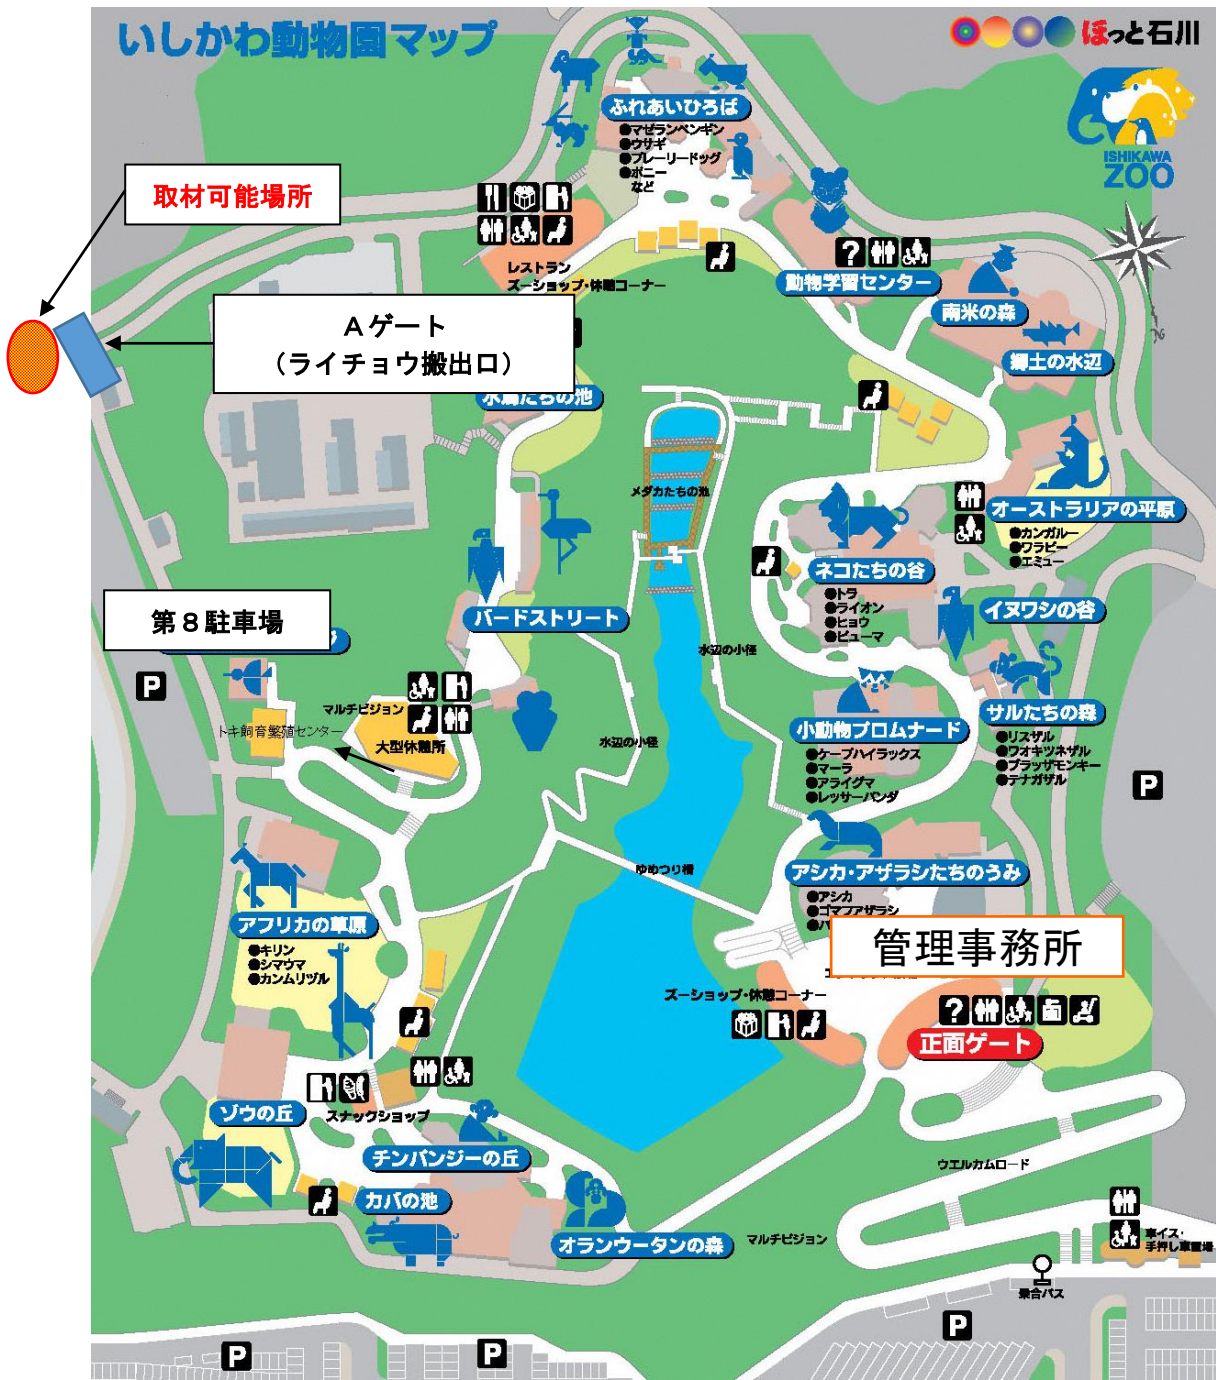 いしかわ動物園マップ
ほっと石川
ISHIKAWA
ZOO
ふれあいひろば
●マゼランペンギン
●ウサギ
●プレーリードッグ
●ポニー
など
取材可能場所
レストラン
ズーショップ・休憩コーナー
?
動物学習センター
南米の森
郷土の水辺
Aゲート
(ライチョウ搬出口)
水鳥たちの池
メダカたちの池
オーストラリアの平原
●カンガルー
●ワラビー
●エミュー
ネコたちの谷
●トラ
●ライオン
●ヒョウ
●ピューマ
イヌワシの谷
第8駐車場
バードストリート
水辺の小径
P
マルチビジョン
トキ飼育繁殖センター
大型休憩所
水辺の小径
小動物プロムナード
●ケープハイラックス
●マーラ
●アライグマ
●レッサーパンダ
サルたちの森
●リスザル
●ワオキツネザル
●ブラッザモンキー
●テナガザル
P
ゆめつり橋
アシカ・アザラシたちのうみ
●アシカ
●ゴマフアザラシ
管理事務所
アフリカの草原
●キリン
●シマウマ
●カンムリヅル
ズーショップ・休憩コーナー
?
正面ゲート
ゾウの丘
スナックショップ
チンパンジーの丘
カバの池
オランウータンの森
マルチビジョン
ウエルカムロード
車イス・
手押し車置場
乗合バス
P
P
P